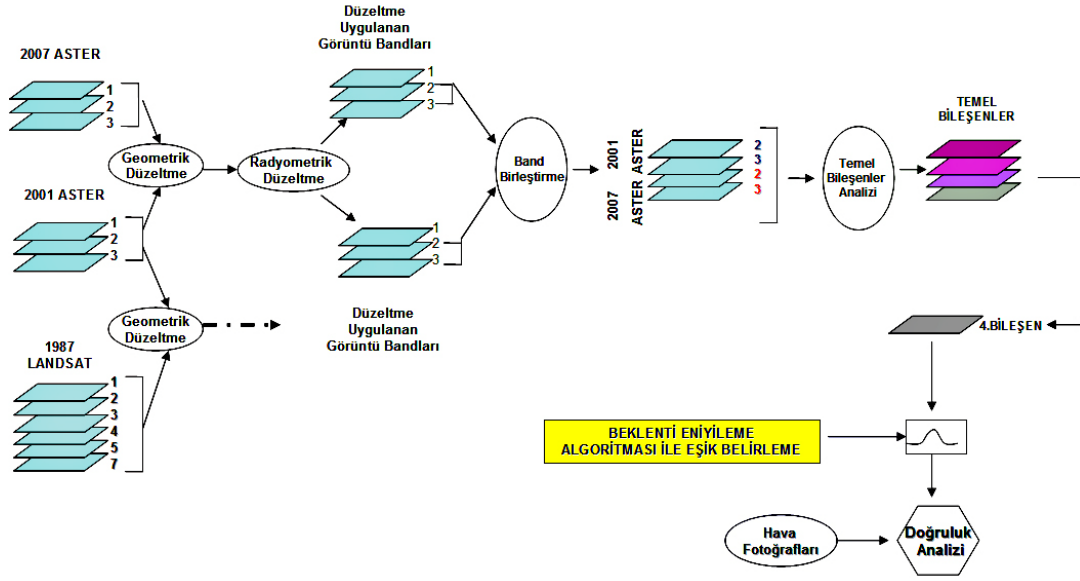 Düzeltme
Uygulanan
Görüntü Bandları
2007 ASTER
1
2
3
1
2
3
Geometrik
Düzeltme
Radyometrik
Düzeltme
Band
Birleştirme
2001 ASTER
2007 ASTER
2
3
2
3
Temel
Bileşenler
Analizi
TEMEL
BİLEŞENLER
2001 ASTER
1
2
3
1
2
3
Geometrik
Düzeltme
Düzeltme
Uygulanan
Görüntü Bandları
4.BİLEŞEN
1987
LANDSAT
1
2
3
4
5
7
BEKLENTİ ENİYİLEME
ALGORİTMASI İLE EŞİK BELİRLEME
Hava
Fotoğrafları
Doğruluk
Analizi